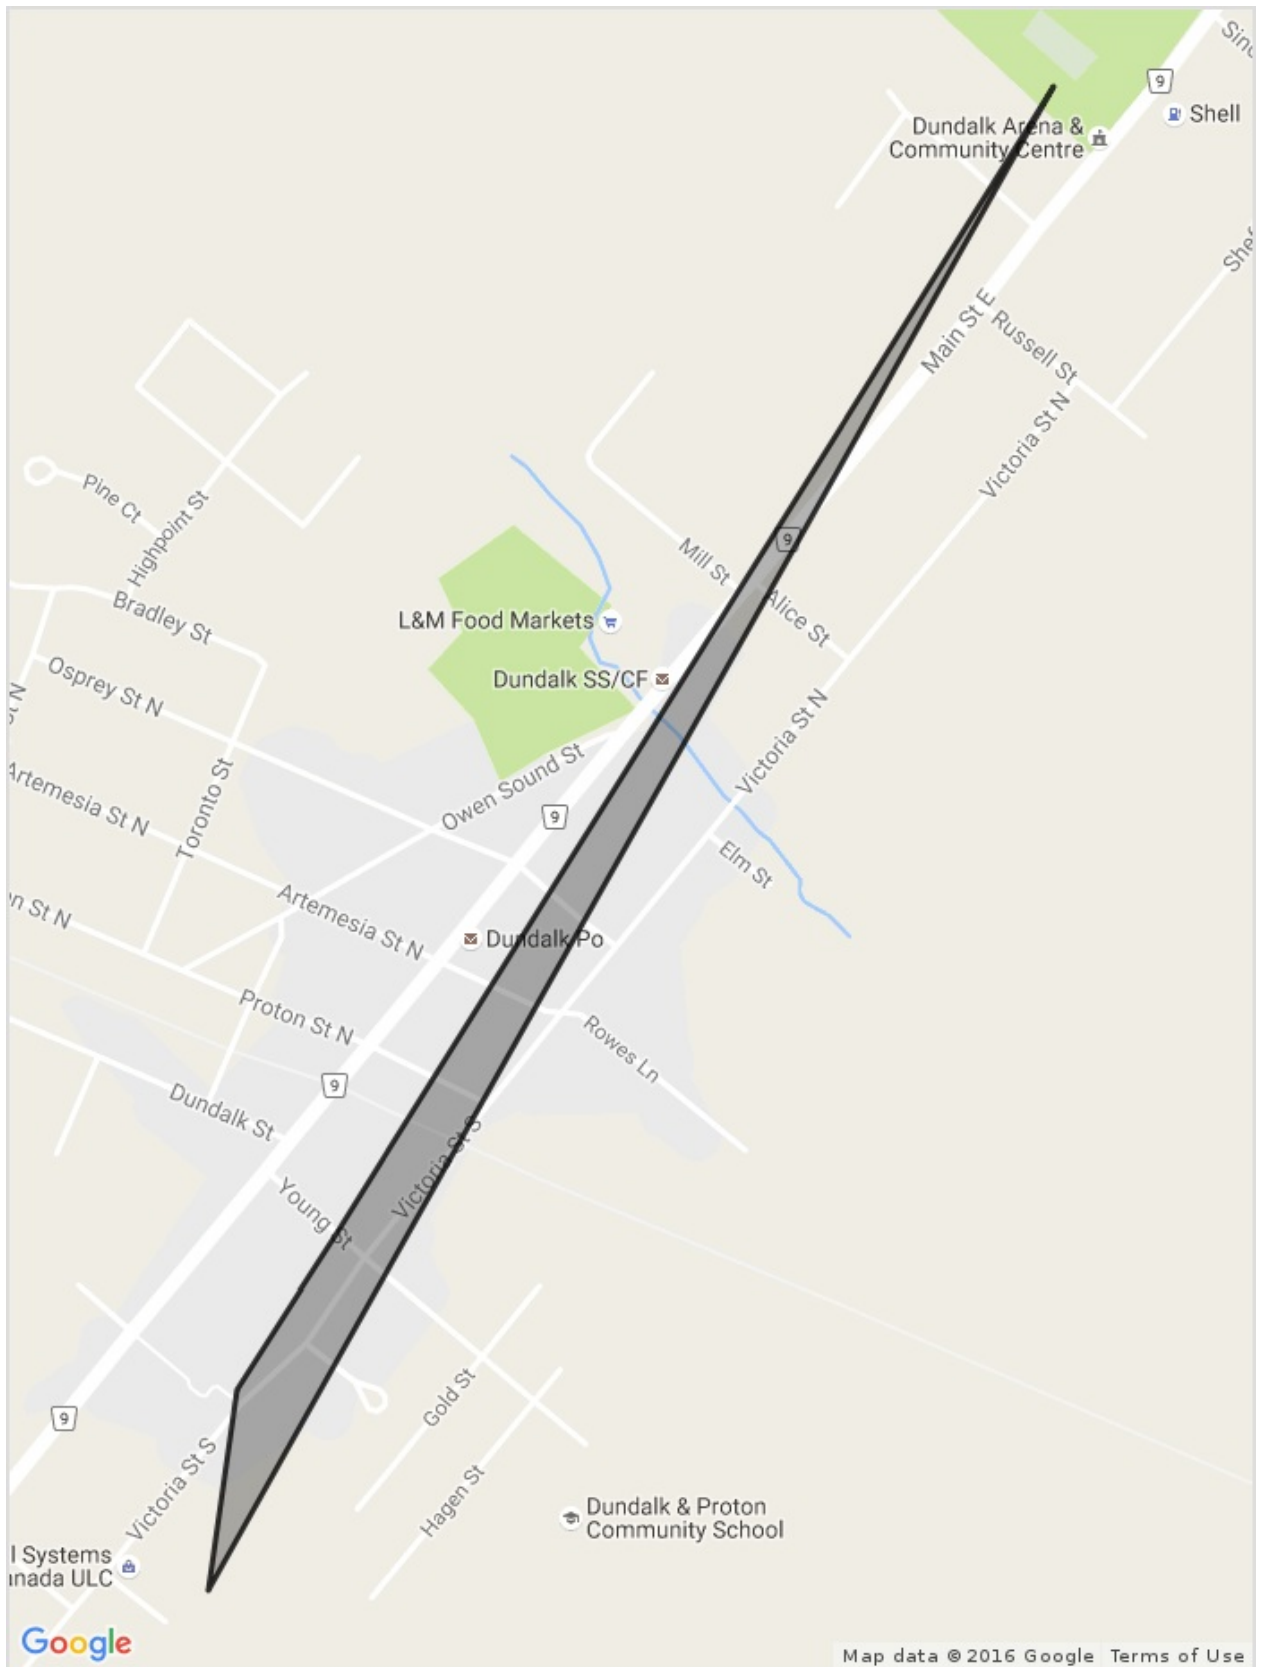 Sinc
9
Shell
Dundalk Arena &
Community Centre
She
Main St E
Russell St
Victoria St N
Pine Ct
Highpoint St
9
Mill St
Alice St
Bradley St
L&M Food Markets
Osprey St N
Dundalk SS/CF
St N
Victoria St N
Artemesia St N
Toronto St
Owen Sound St
9
Elm St
n St N
Artemesia St N
Dundalk Po
Proton St N
Rowes Ln
9
Dundalk St
Victoria St S
Young St
9
Gold St
Victoria St S
Hagen St
Dundalk & Proton
Community School
l Systems
anada ULC
Google
Map data ©2016 Google Terms of Use